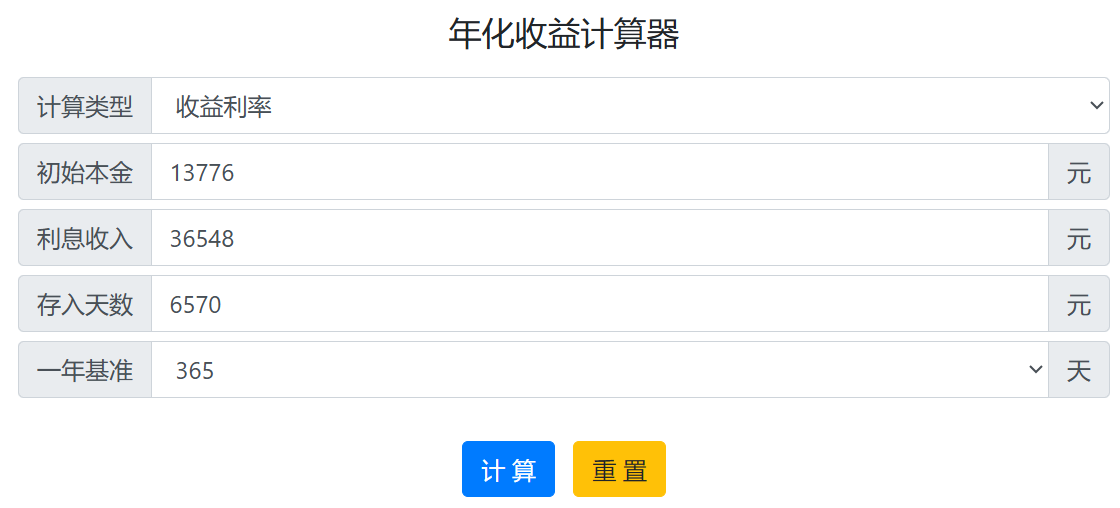 年化收益计算器
计算类型 收益利率
初始本金 13776 元
利息收入 36548 元
存入天数 6570 元
一年基准 365 天
计 算 重 置